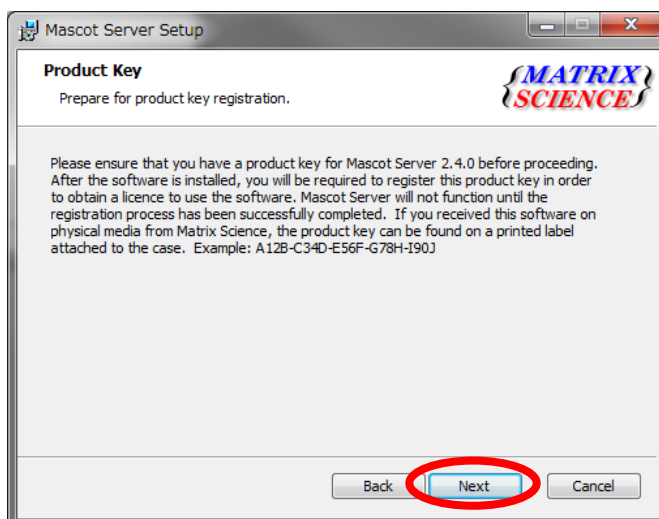 Mascot Server Setup
Product Key
Prepare for product key registration.
{MATRIX
SCIENCE}
Please ensure that you have a product key for Mascot Server 2.4.0 before proceeding.
After the software is installed, you will be required to register this product key in order
to obtain a licence to use the software. Mascot Server will not function until the
registration process has been successfully completed.  If you received this software on
physical media from Matrix Science, the product key can be found on a printed label
attached to the case.  Example: A12B-C34D-E56F-G78H-I90J
Back Next Cancel